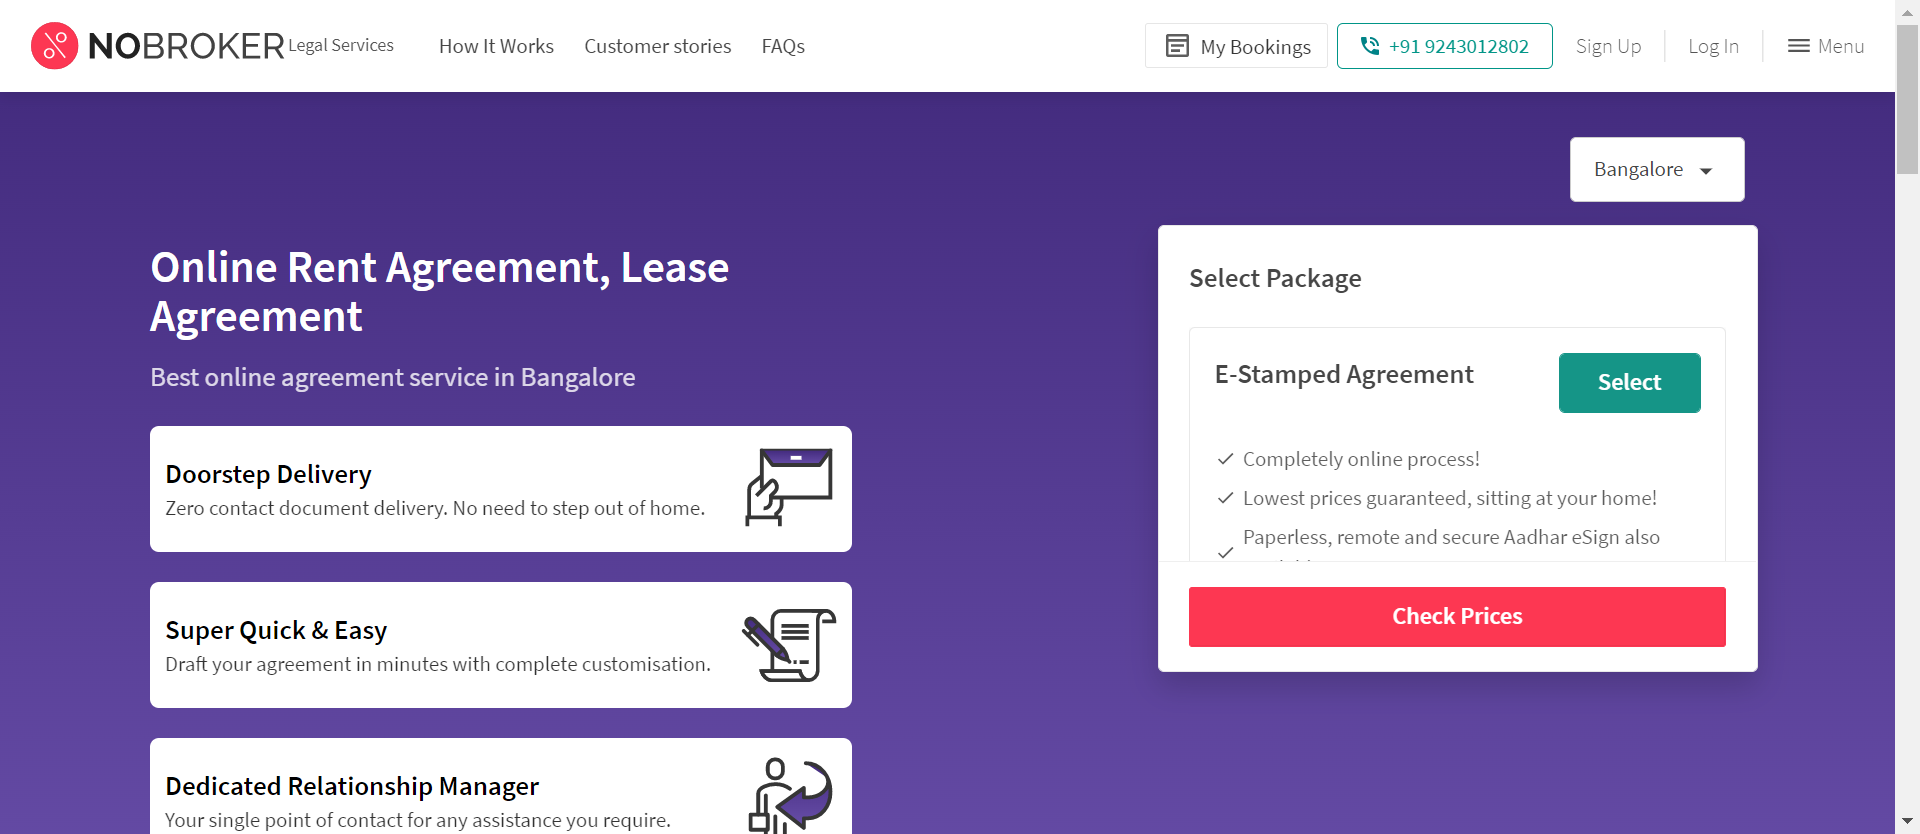 NOBROKER Legal Services How It Works Customer stories FAQs My Bookings +91 9243012802 Sign Up Log In Menu
Bangalore
Online Rent Agreement, Lease
Agreement
Best online agreement service in Bangalore
Doorstep Delivery
Zero contact document delivery. No need to step out of home.
Super Quick & Easy
Draft your agreement in minutes with complete customisation.
Dedicated Relationship Manager
Your single point of contact for any assistance you require.
Select Package
E-Stamped Agreement
Select
Completely online process!
Lowest prices guaranteed, sitting at your home!
Paperless, remote and secure Aadhar eSign also
Check Prices